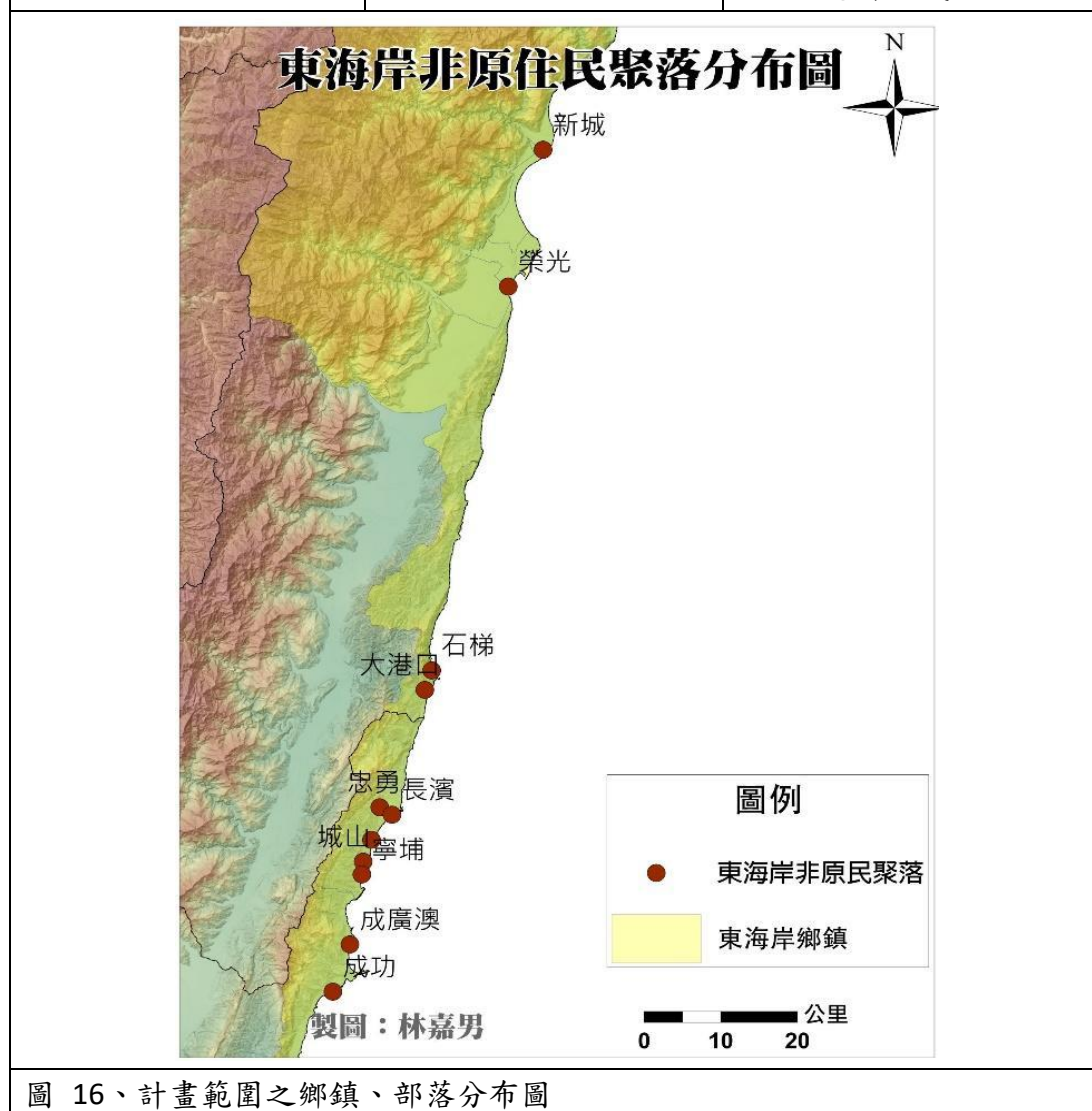 東海岸非原住民聚落分布圖
N
新城
榮光
石梯
大港口
忠勇
長濱
城山
寧埔
成廣澳
成功
圖例
東海岸非原民聚落
東海岸鄉鎮
製圖：林嘉男
公里
0 10 20
圖 16、計畫範圍之鄉鎮、部落分布圖